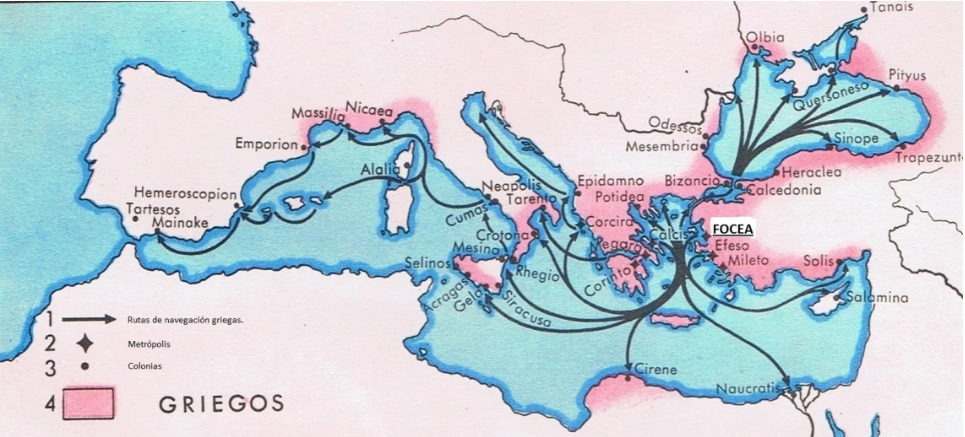 Tanais
Olbia
Pityus
Quersoneso
Massilia
Nicaea
Emporion
Odessos
Mesembria
Sinope
Trapezunt
Alalia
Heraclea
Hemeroscopion
Neapolis
Epidamno
Bizancio
Calcedonia
Tartesos
Mainake
Tarento
Potidea
Cumas
Corcira
Calcis
FOCEA
Crotona
Megara
Efeso
Mesina
Mileto
Selinos
Rhegio
Corinto
Solis
Acragas
Gela
Siracusa
Salamina
1 Rutas de navegación griegas.
2 Metrópolis
3 Colonias
Cirene
Naucratis
4 GRIEGOS